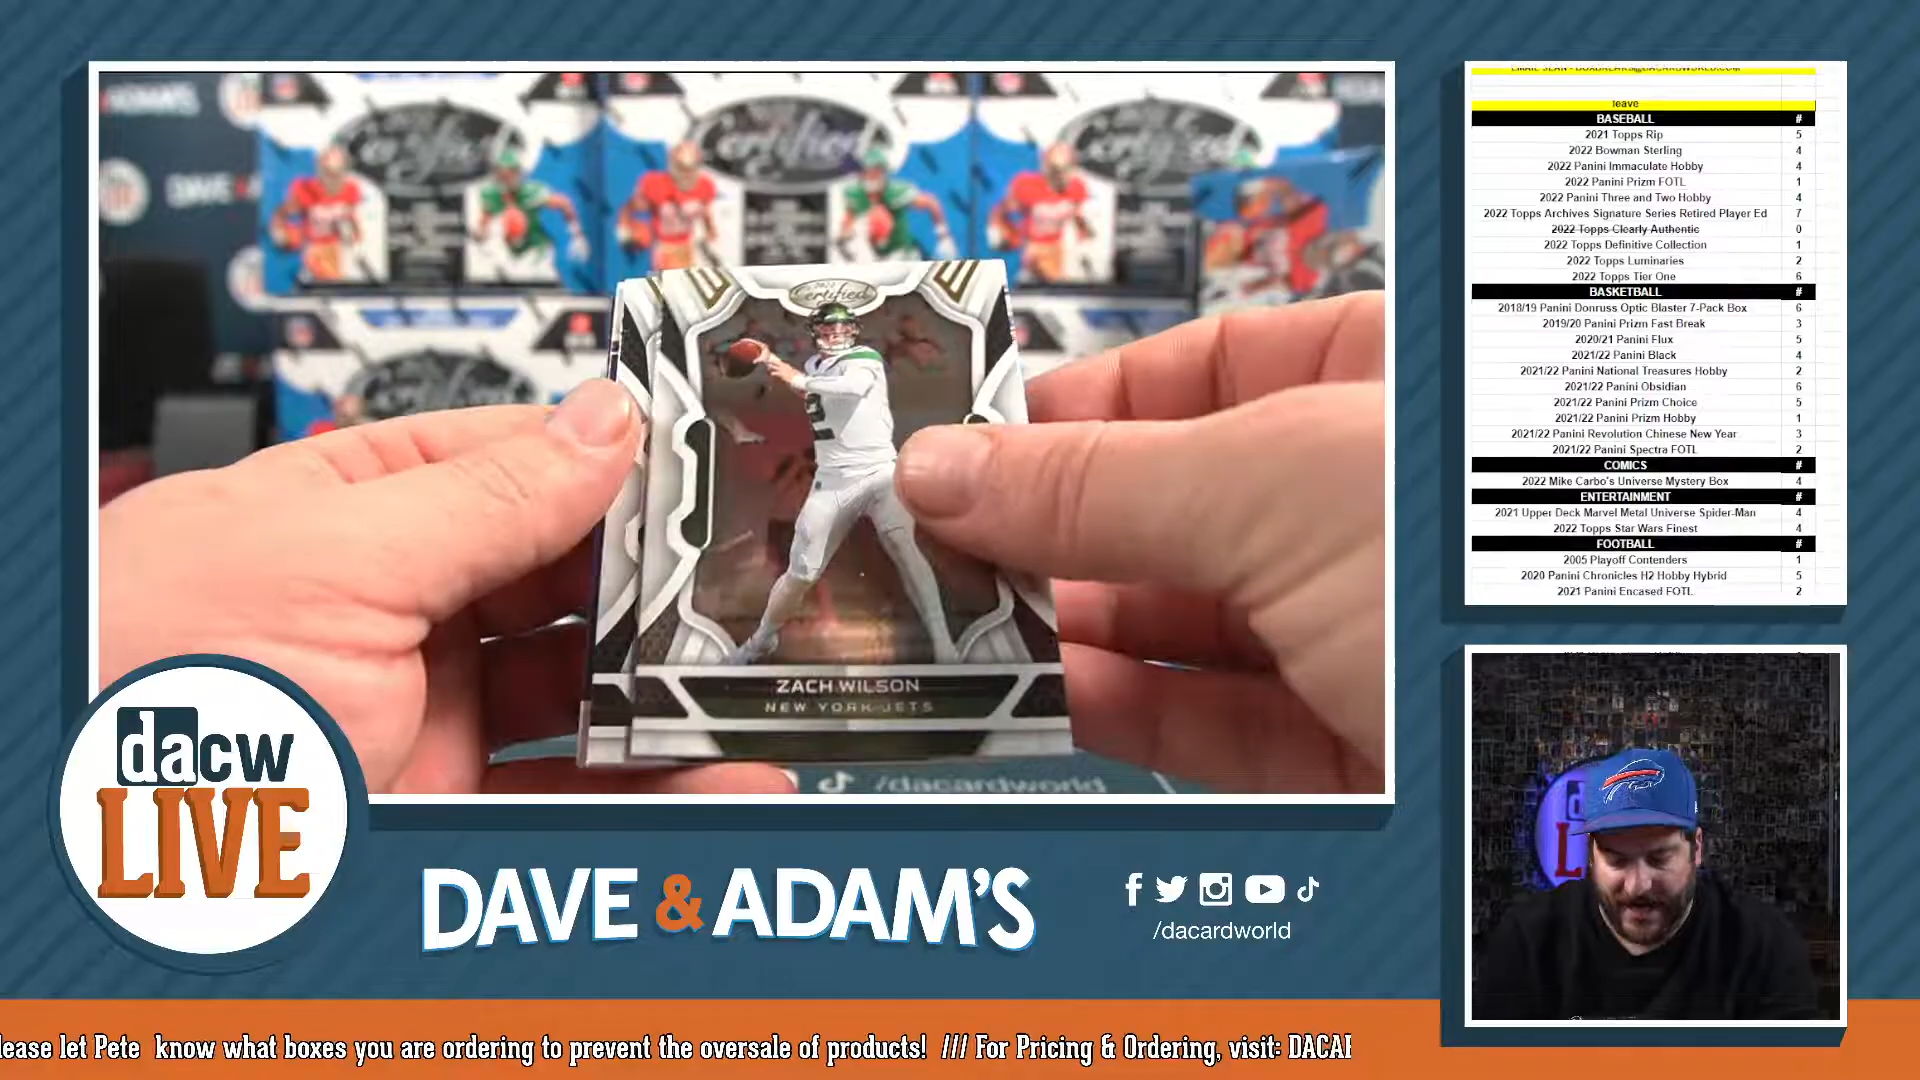 Certified
Certified
Certified
ADAM'S
DAVE &
2022
Certified
2
ZACH WILSON
NEW YORK JETS
/dacardworld
leave
BASEBALL #
2021 Topps Rip 5
2022 Bowman Sterling 4
2022 Panini Immaculate Hobby 4
2022 Panini Prizm FOTL 1
2022 Panini Three and Two Hobby 4
2022 Topps Archives Signature Series Retired Player Ed 7
2022 Topps Clearly Authentic 0
2022 Topps Definitive Collection 1
2022 Topps Luminaries 2
2022 Topps Tier One 6
BASKETBALL #
2018/19 Panini Donruss Optic Blaster 7-Pack Box 6
2019/20 Panini Prizm Fast Break 3
2020/21 Panini Flux 5
2021/22 Panini Black 4
2021/22 Panini National Treasures Hobby 2
2021/22 Panini Obsidian 6
2021/22 Panini Prizm Choice 5
2021/22 Panini Prizm Hobby 1
2021/22 Panini Revolution Chinese New Year 3
2021/22 Panini Spectra FOTL 2
COMICS #
2022 Mike Carbo's Universe Mystery Box 4
ENTERTAINMENT #
2021 Upper Deck Marvel Metal Universe Spider-Man 4
2022 Topps Star Wars Finest 4
FOOTBALL #
2005 Playoff Contenders 1
2020 Panini Chronicles H2 Hobby Hybrid 5
2021 Panini Encased FOTL 2
dacw
LIVE
DAVE & ADAM'S
/dacardworld
lease let Pete know what boxes you are ordering to prevent the oversale of products! /// For Pricing & Ordering, visit: DACA